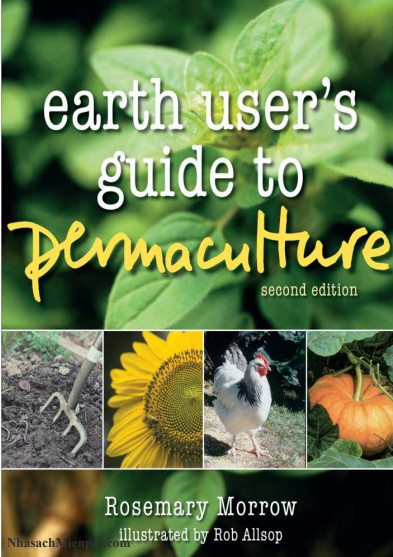 earth user's
guide to
permaculture
second edition
Rosemary Morrow
illustrated by Rob Allsop